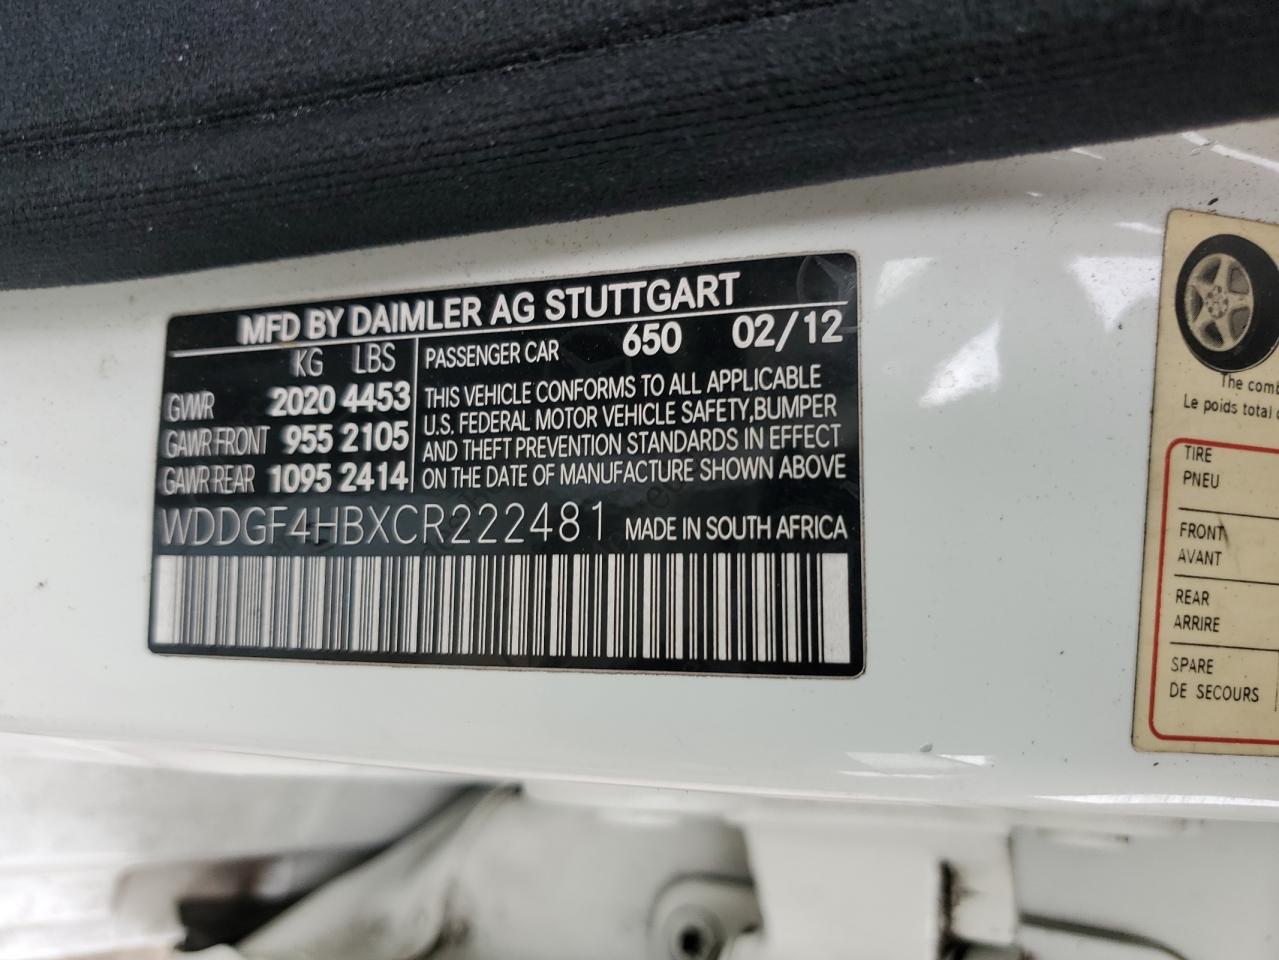 MFD BY DAIMLER AG STUTTGART
KG LBS
GVWR 2020 4453
GAWR FRONT 955 2105
GAWR REAR 1095 2414
PASSENGER CAR 650 02/12
THIS VEHICLE CONFORMS TO ALL APPLICABLE
U.S. FEDERAL MOTOR VEHICLE SAFETY,BUMPER
AND THEFT PREVENTION STANDARDS IN EFFECT
ON THE DATE OF MANUFACTURE SHOWN ABOVE
WDDGF4HBXCR222481 MADE IN SOUTH AFRICA
The
Le poids total
TIRE
PNEU
FRONT
AVANT
REAR
ARRIRE
SPARE
DE SECOURS